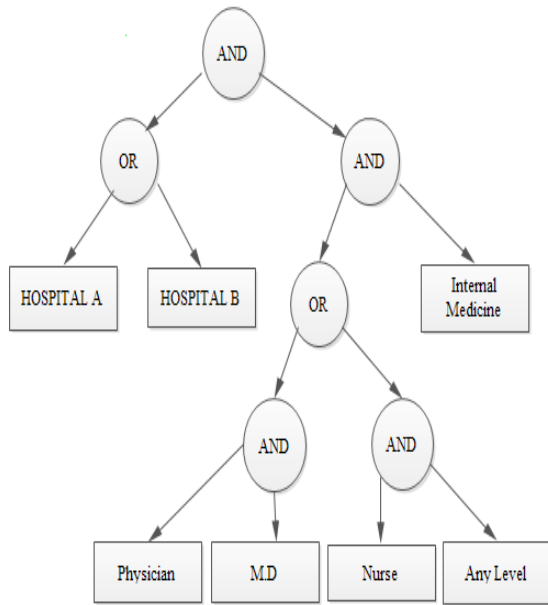 AND
OR
AND
HOSPITAL A
HOSPITAL B
OR
Internal
Medicine
AND
AND
Physician
M.D
Nurse
Any Level